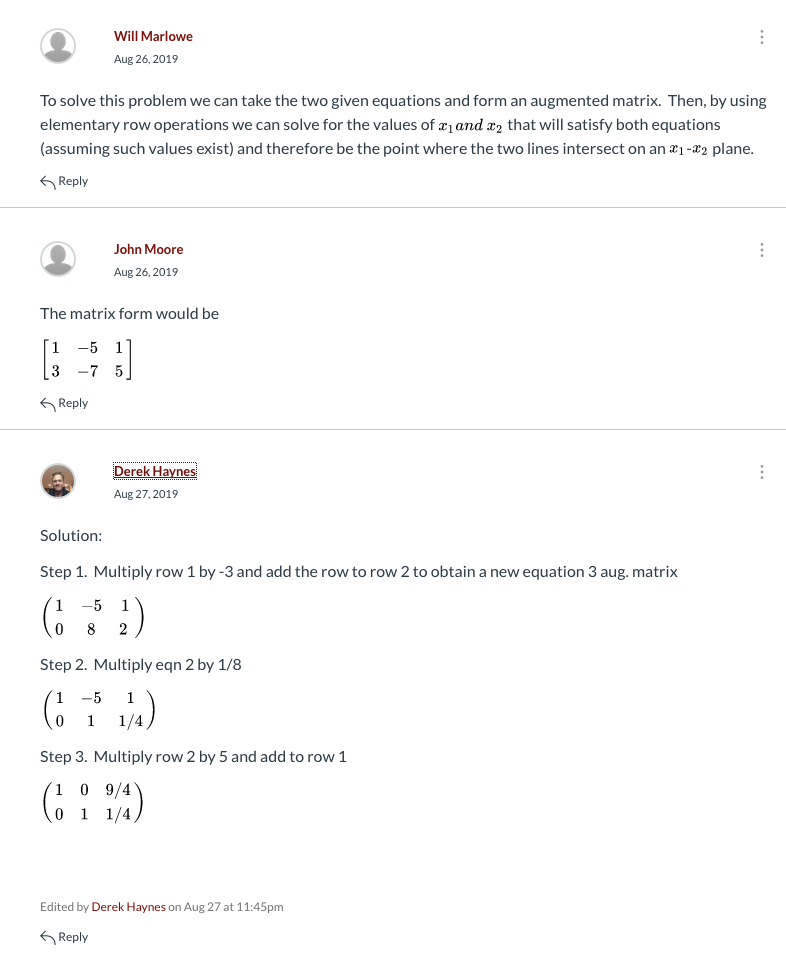 Will Marlowe
Aug 26, 2019
To solve this problem we can take the two given equations and form an augmented matrix. Then, by using
elementary row operations we can solve for the values of x₁and x₂ that will satisfy both equations
(assuming such values exist) and therefore be the point where the two lines intersect on an x₁-x₂ plane.
Reply
John Moore
Aug 26, 2019
The matrix form would be
1 −5 1
3 −7 5
Reply
Derek Haynes
Aug 27, 2019
Solution:
Step 1. Multiply row 1 by -3 and add the row to row 2 to obtain a new equation 3 aug. matrix
1 −5 1
0 8 2
Step 2. Multiply eqn 2 by 1/8
1 −5 1
0 1 1/4
Step 3. Multiply row 2 by 5 and add to row 1
1 0 9/4
0 1 1/4
Edited by Derek Haynes on Aug 27 at 11:45pm
Reply